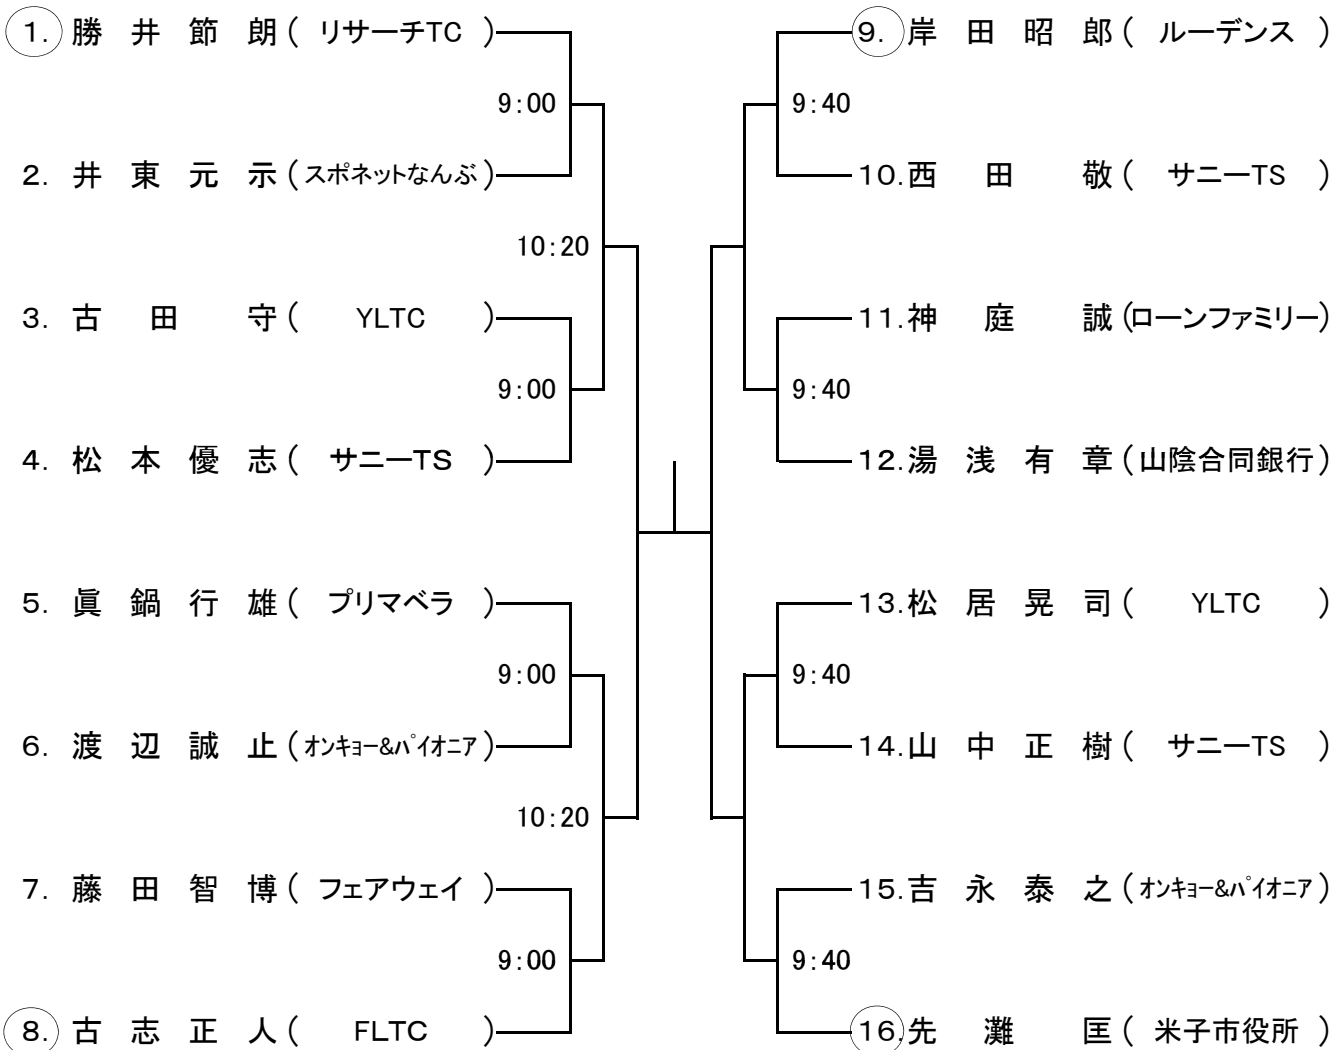 1. 勝井節朗(リサーチTC)
9:00
2. 井東元示(スポネットなんぶ)
10:20
3. 古田守(YLTC)
9:00
4. 松本優志(サニーTS)
5. 眞鍋行雄(プリマベラ)
9:00
6. 渡辺誠止(オンキョー&パイオニア)
10:20
7. 藤田智博(フェアウェイ)
9:00
8. 古志正人(FLTC)
9. 岸田昭郎(ルーデンス)
9:40
10. 西田敬(サニーTS)
11. 神庭誠(ローンファミリー)
9:40
12. 湯浅有章(山陰合同銀行)
13. 松居晃司(YLTC)
9:40
14. 山中正樹(サニーTS)
15. 吉永泰之(オンキョー&パイオニア)
9:40
16. 先灘匡(米子市役所)